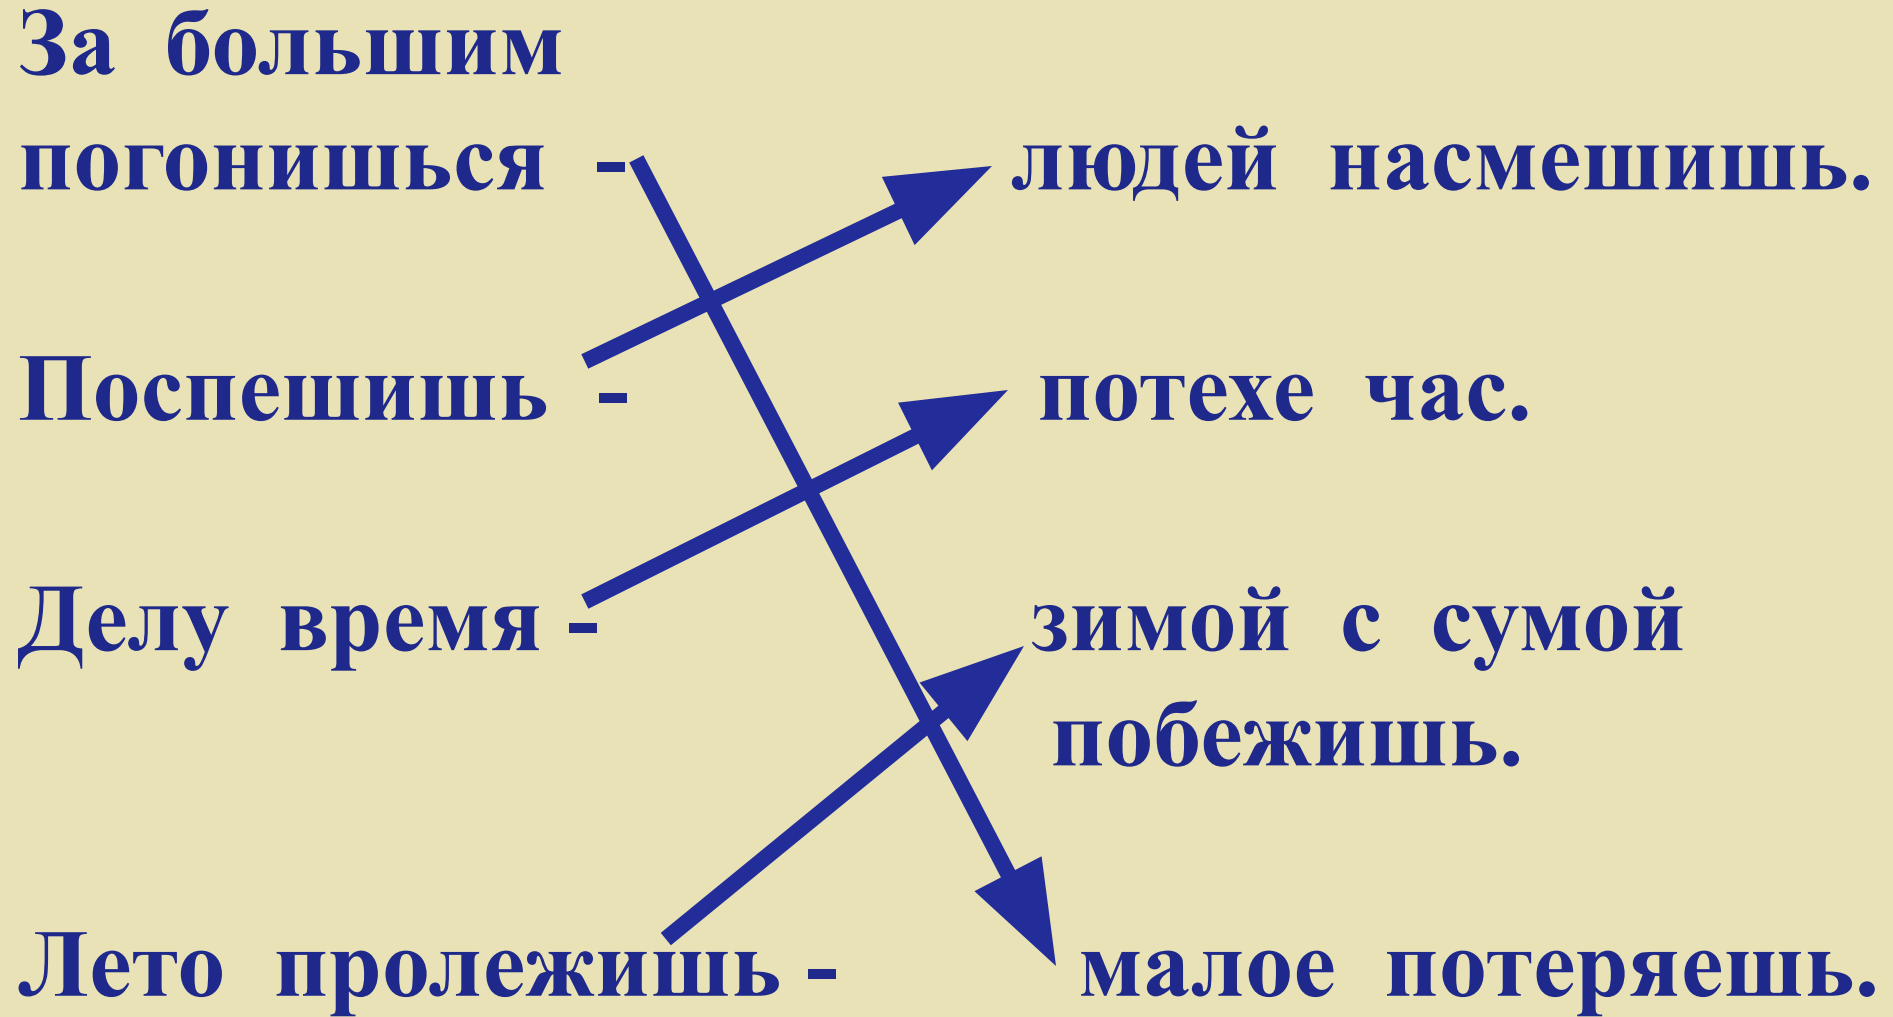 За большим
погонишься -
людей насмешишь.
Поспешишь -
потехе час.
Делу время -
зимой с сумой
побежишь.
Лето пролежишь -
малое потеряешь.